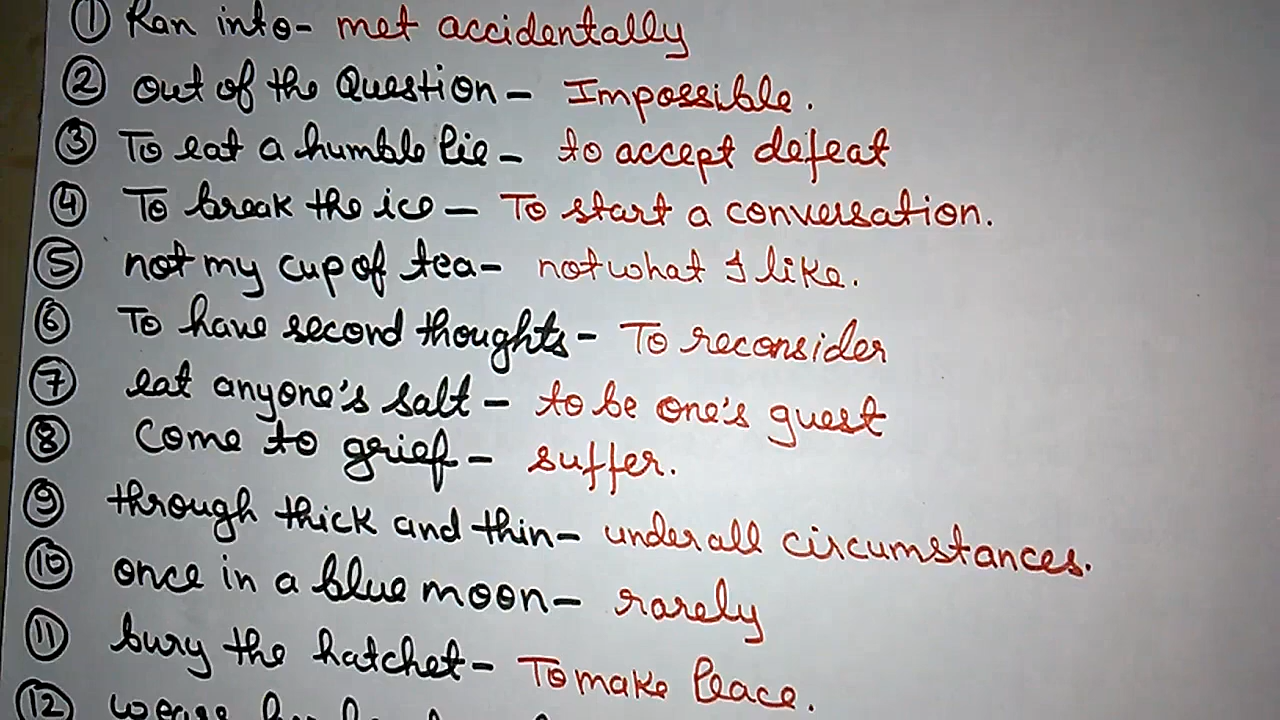 ① Ran into- met accidentally
② out of the Question - Impossible.
③ To eat a humble Pie - to accept defeat
④ To break the ice - To start a conversation.
⑤ not my cup of tea - not what I like.
⑥ To have second thoughts - To reconsider
⑦ eat anyone's salt - to be one's guest
⑧ Come to grief - suffer.
⑨ through thick and thin - under all circumstances.
⑩ once in a blue moon - rarely
⑪ bury the hatchet - To make Peace.
⑫